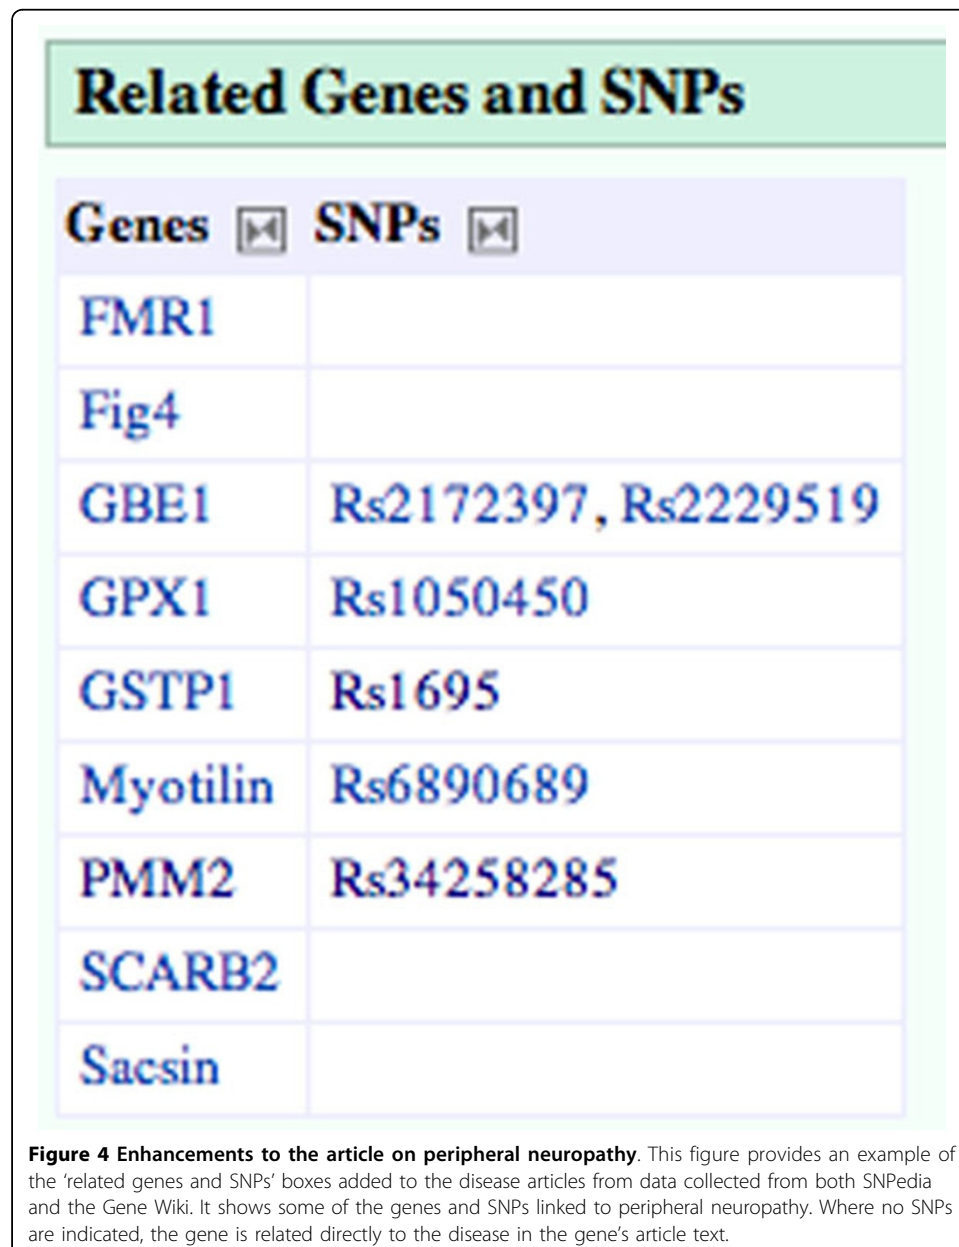 Related Genes and SNPs
Genes SNPs
FMR1
Fig4
GBE1 Rs2172397, Rs2229519
GPX1 Rs1050450
GSTP1 Rs1695
Myotilin Rs6890689
PMM2 Rs34258285
SCARB2
Sacsin
Figure 4 Enhancements to the article on peripheral neuropathy. This figure provides an example of
the ‘related genes and SNPs’ boxes added to the disease articles from data collected from both SNPedia
and the Gene Wiki. It shows some of the genes and SNPs linked to peripheral neuropathy. Where no SNPs
are indicated, the gene is related directly to the disease in the gene’s article text.